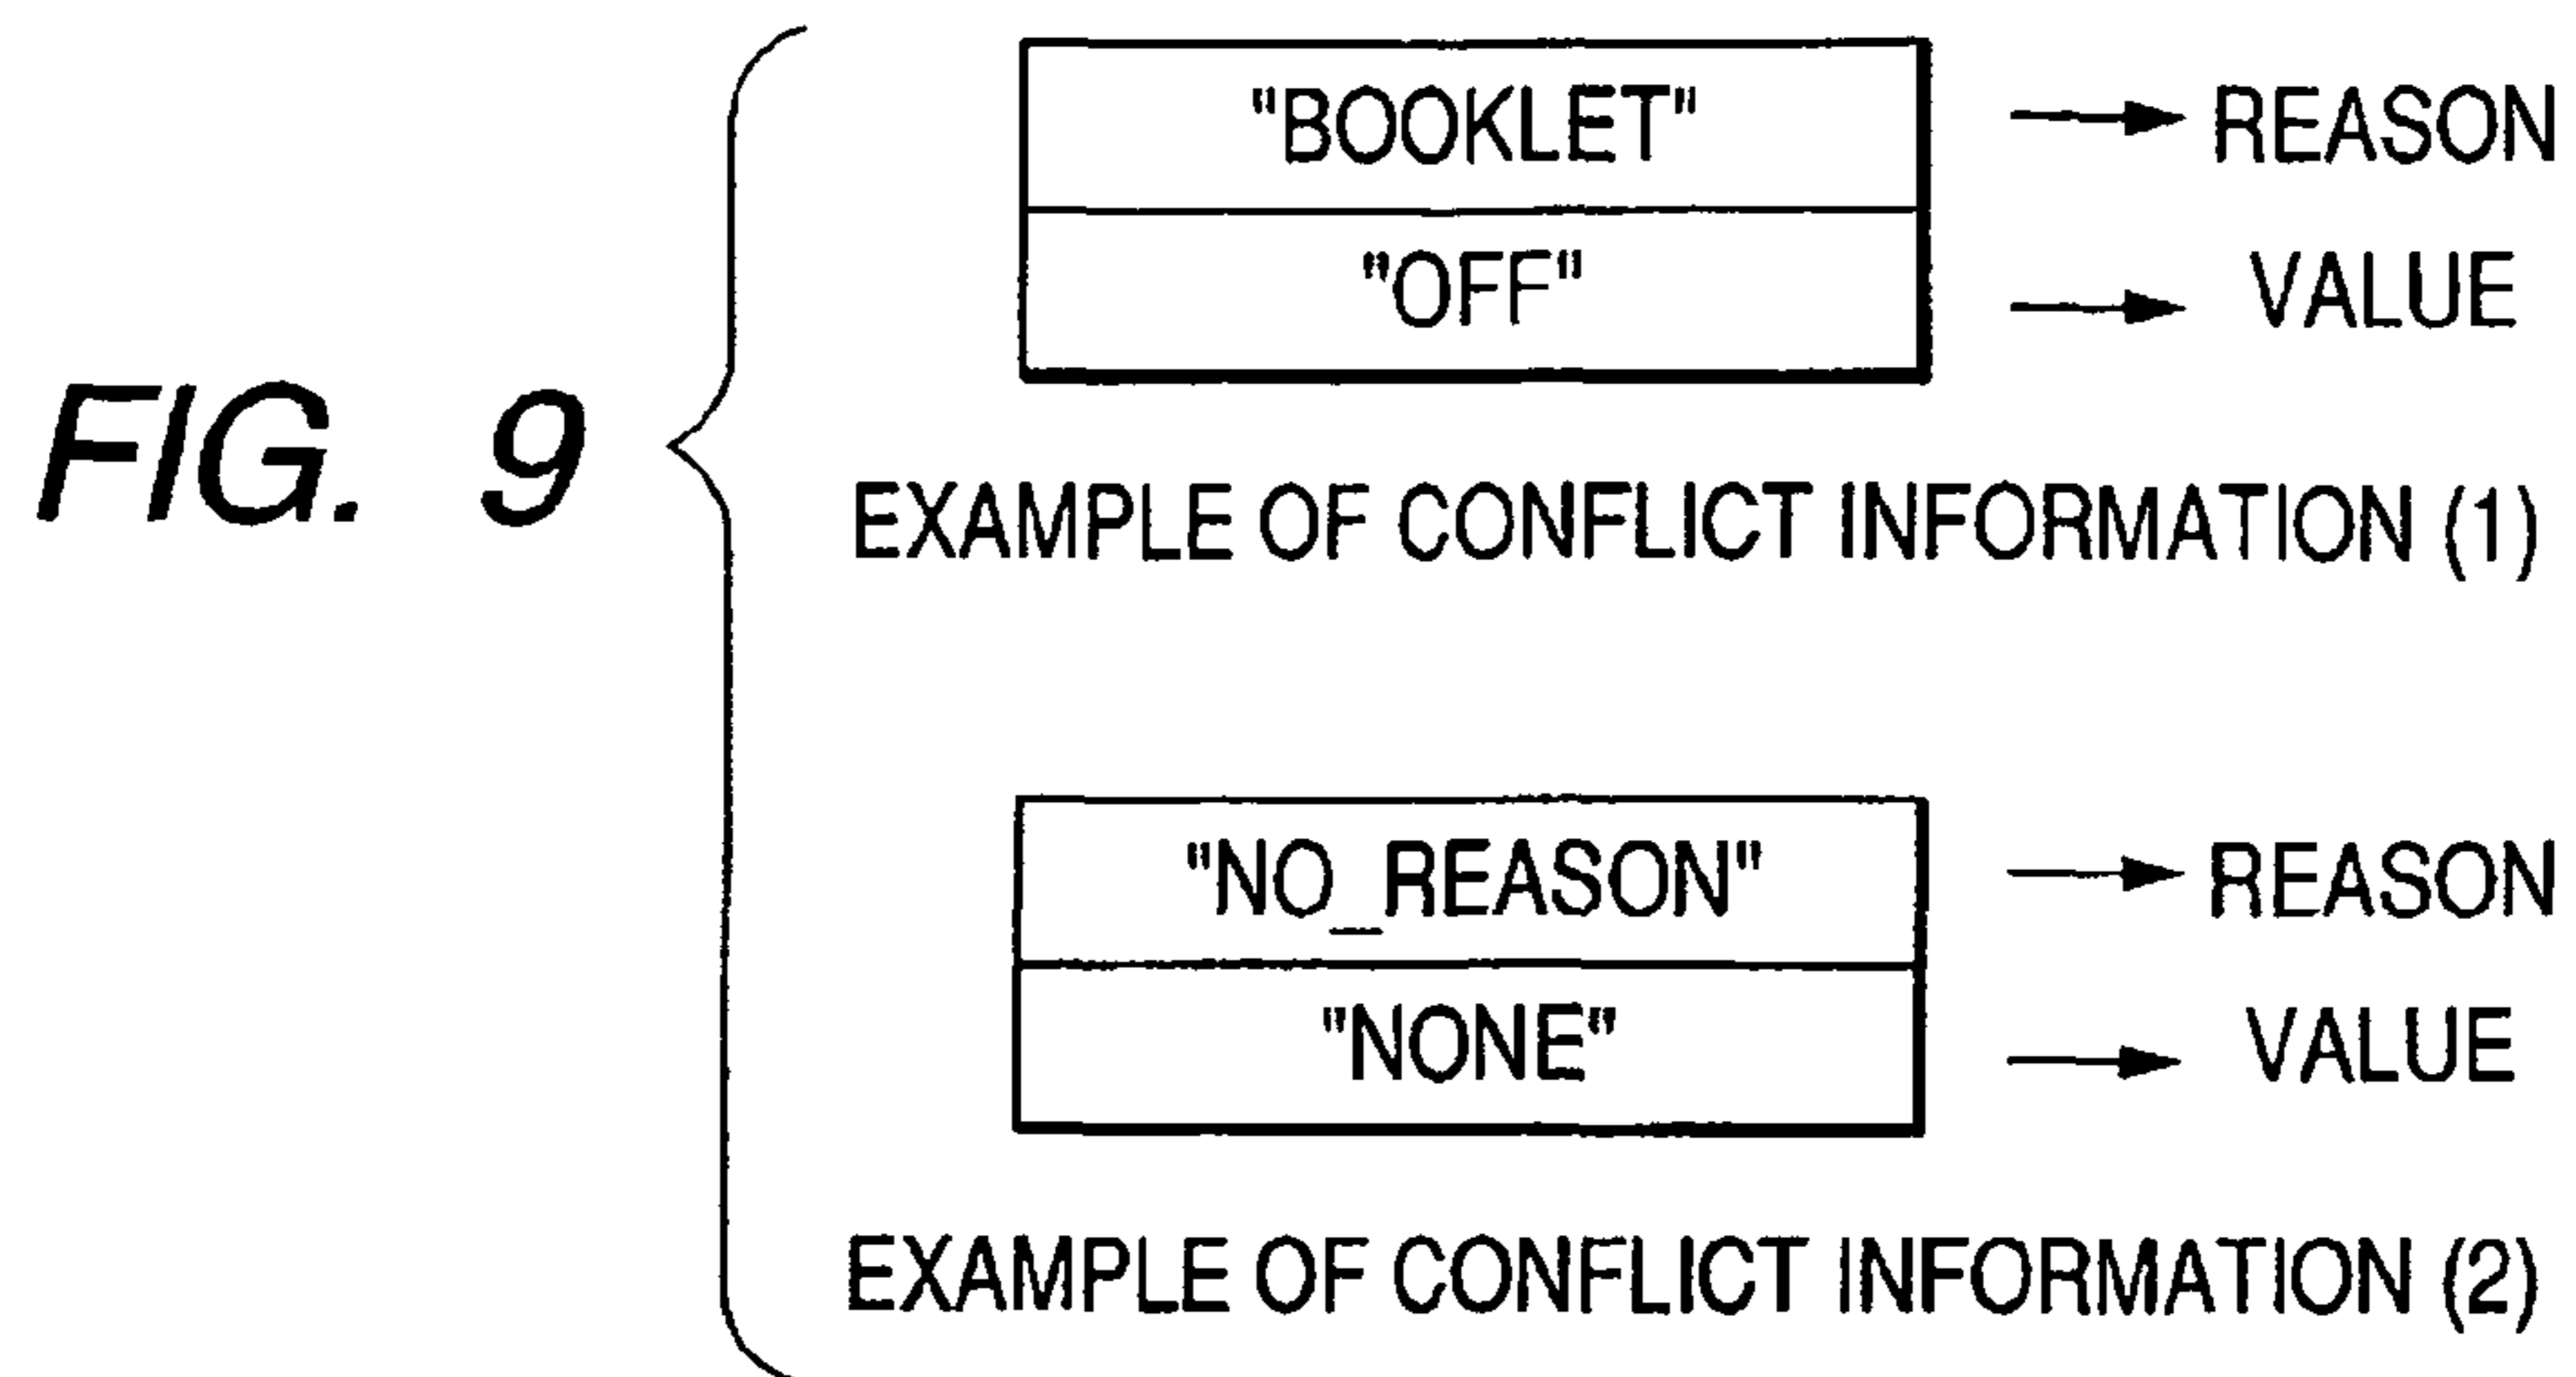 FIG. 9
"BOOKLET" REASON
"OFF" VALUE
EXAMPLE OF CONFLICT INFORMATION (1)
"NO_REASON" REASON
"NONE" VALUE
EXAMPLE OF CONFLICT INFORMATION (2)